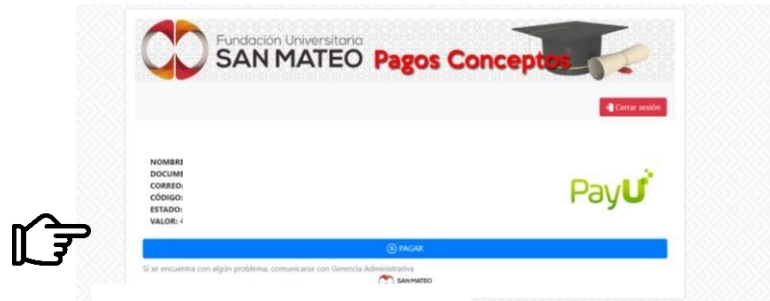 Fundación Universitaria
SAN MATEO Pagos Conceptos
Cerrar sesión
NOMBRE
DOCUME
CORREO:
CÓDIGO:
ESTADO:
VALOR:
PayU
PAGAR
Si se encuentra con algún problema, comunicarse con Gerencia Administrativa
SAN MATEO